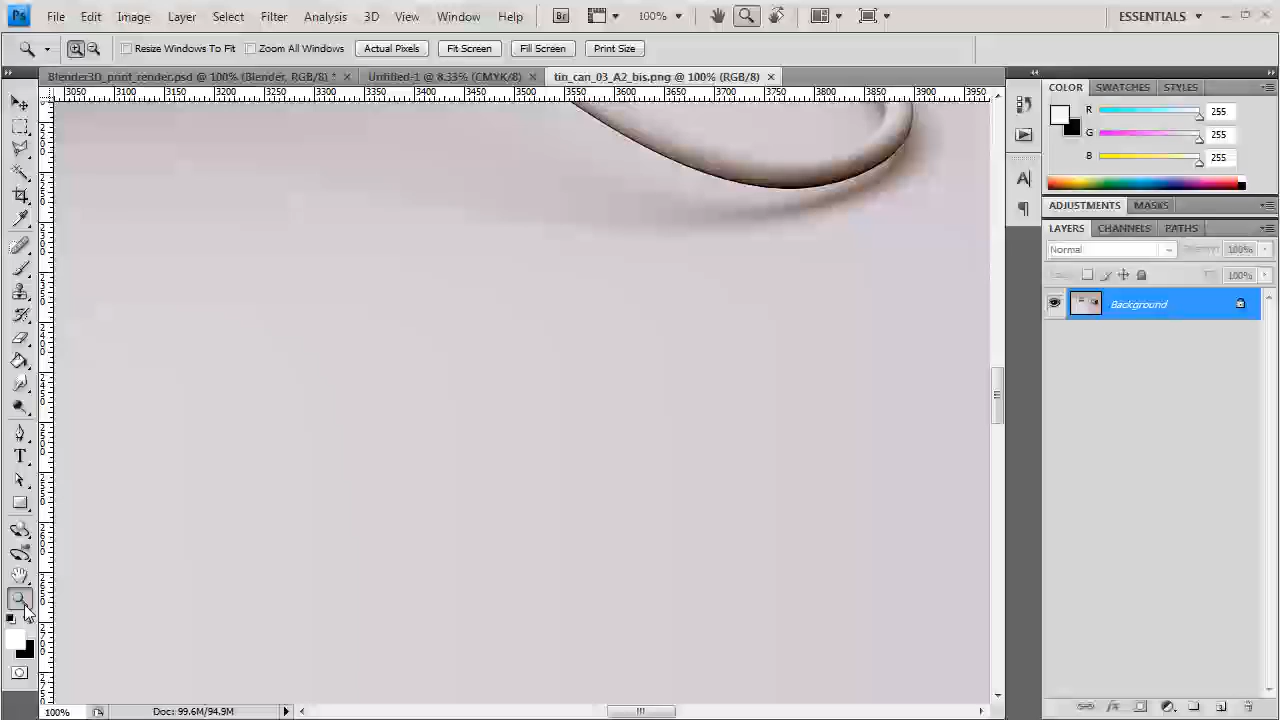 Ps File Edit Image Layer Select Filter Analysis 3D View Window Help Br 100% ESSENTIALS
Resize Windows To Fit Zoom All Windows Actual Pixels Fit Screen Fill Screen Print Size
Blender3D_print_render.psd @ 100% (Blender, RGB/8) * Untitled-1 @ 8.33% (CMYK/8) tin_can_03_A2_bis.png @ 100% (RGB/8)
3050 3100 3150 3200 3250 3300 3350 3400 3450 3500 3550 3600 3650 3700 3750 3800 3850 3900 3950
COLOR SWATCHES STYLES
R 255
G 255
B 255
ADJUSTMENTS MASKS
LAYERS CHANNELS PATHS
Normal 100%
100%
Background
100% Doc: 99.6M/94.9M